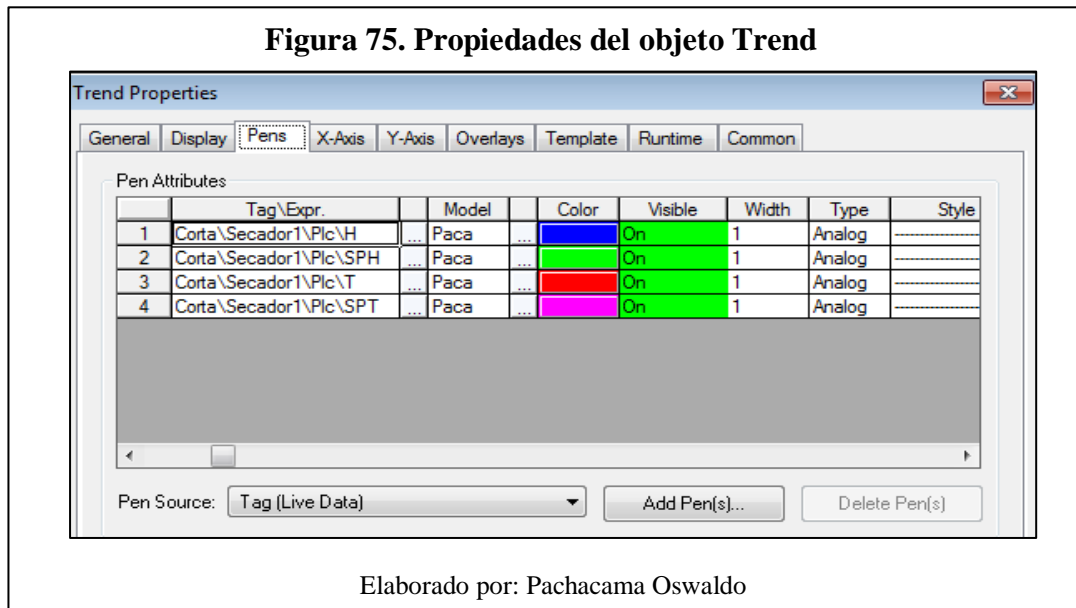 Figura 75. Propiedades del objeto Trend
Trend Properties
General Display Pens X-Axis Y-Axis Overlays Template Runtime Common
Pen Attributes
Tag\Expr. Model Color Visible Width Type Style
1 Corta\Secador1\Plc\H ... Paca ... On 1 Analog
2 Corta\Secador1\Plc\SPH ... Paca ... On 1 Analog
3 Corta\Secador1\Plc\T ... Paca ... On 1 Analog
4 Corta\Secador1\Plc\SPT ... Paca ... On 1 Analog
Pen Source: Tag (Live Data) Add Pen(s)... Delete Pen(s)
Elaborado por: Pachacama Oswaldo